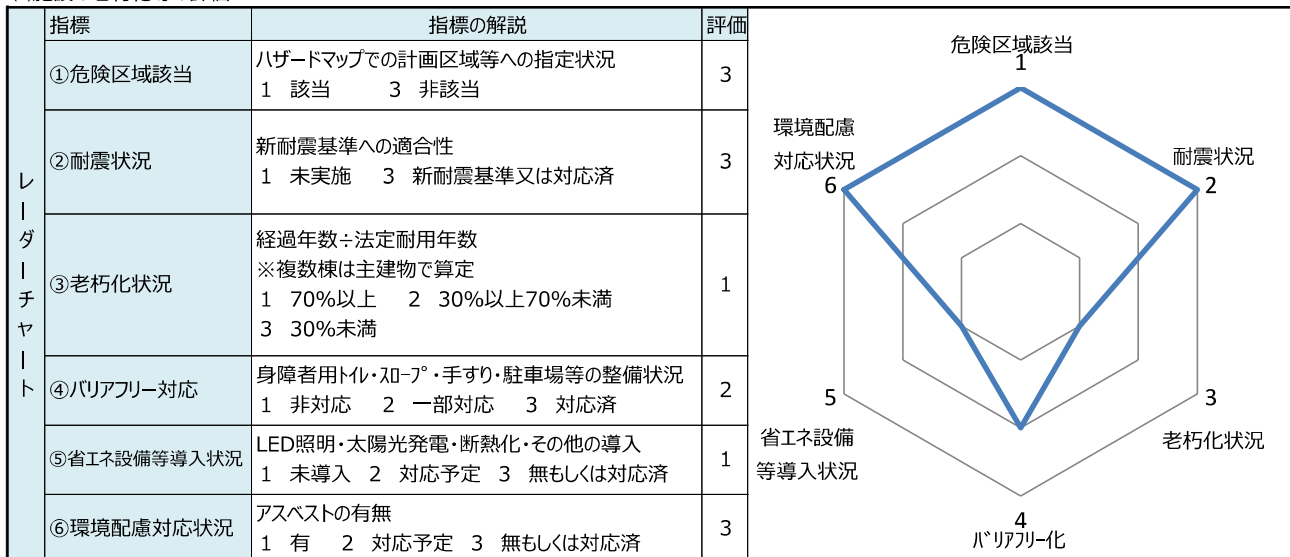 指標 指標の解説 評価
レーダーチャート
①危険区域該当
ハザードマップでの計画区域等への指定状況
1 該当 3 非該当
3
②耐震状況
新耐震基準への適合性
1 未実施 3 新耐震基準又は対応済
3
③老朽化状況
経過年数÷法定耐用年数
※複数棟は主建物で算定
1 70%以上 2 30%以上70%未満
3 30%未満
1
④バリアフリー対応
身障者用トイレ・スロープ・手すり・駐車場等の整備状況
1 非対応 2 一部対応 3 対応済
2
⑤省エネ設備等導入状況
LED照明・太陽光発電・断熱化・その他の導入
1 未導入 2 対応予定 3 無もしくは対応済
1
⑥環境配慮対応状況
アスベストの有無
1 有 2 対応予定 3 無もしくは対応済
3
危険区域該当
1
耐震状況
2
3
老朽化状況
4
バリアフリー化
5
省エネ設備
等導入状況
環境配慮
対応状況
6